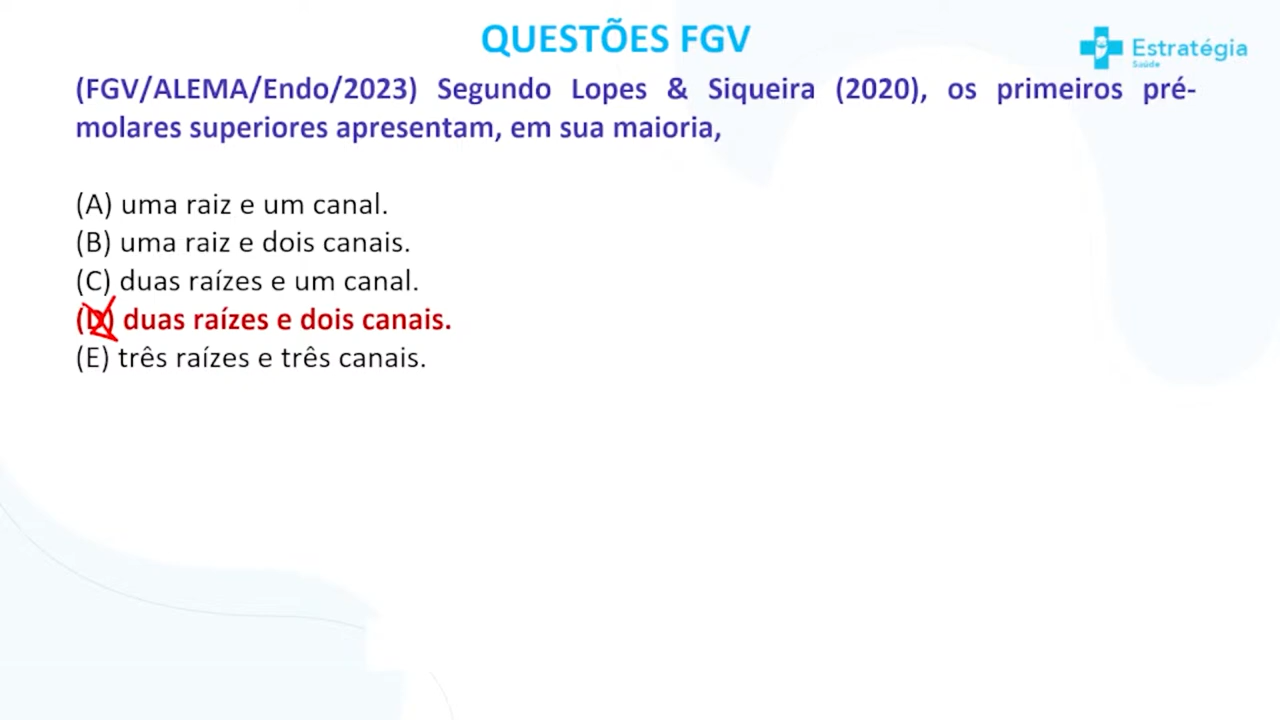 QUESTÕES FGV
Estratégia
Saúde
(FGV/ALEMA/Endo/2023) Segundo Lopes & Siqueira (2020), os primeiros pré-
molares superiores apresentam, em sua maioria,
(A) uma raiz e um canal.
(B) uma raiz e dois canais.
(C) duas raízes e um canal.
(D) duas raízes e dois canais.
(E) três raízes e três canais.